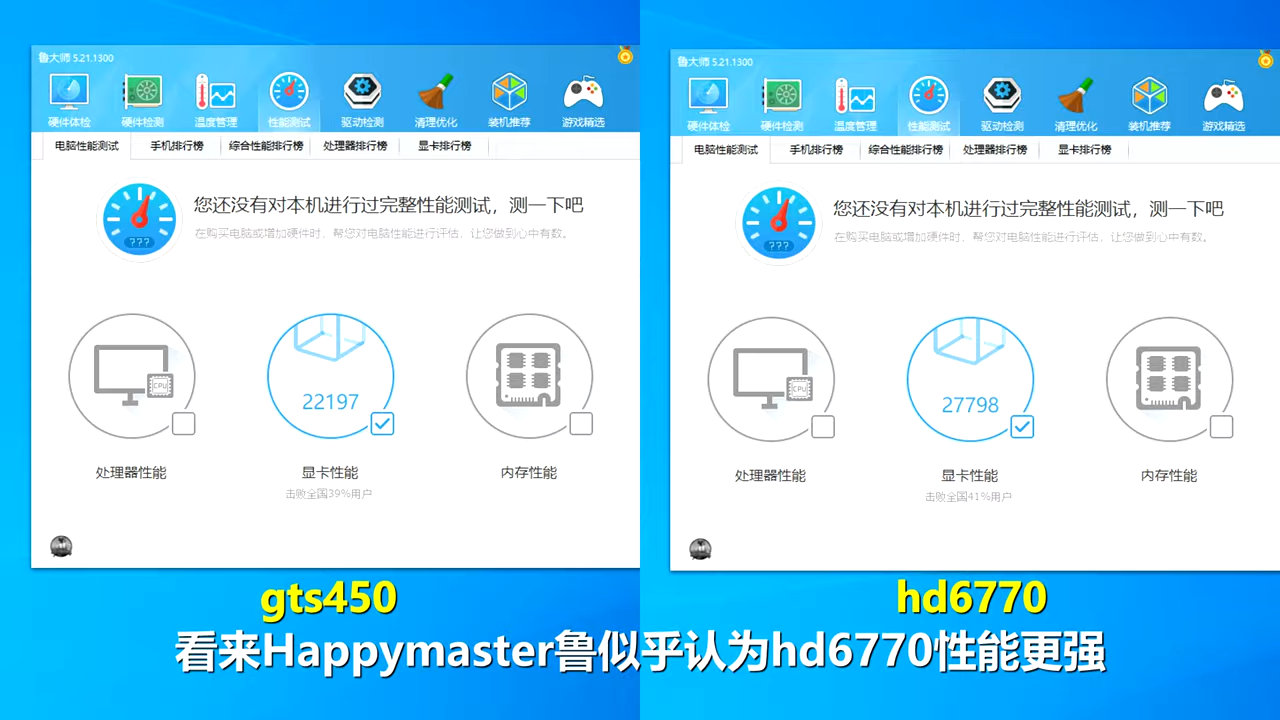 鲁大师 5.21.1300
硬件体检 硬件检测 温度管理 性能测试 驱动检测 清理优化 装机推荐 游戏精选
电脑性能测试 手机排行榜 综合性能排行榜 处理器排行榜 显卡排行榜
您还没有对本机进行过完整性能测试，测一下吧
在购买电脑或增加硬件时，帮您对电脑性能进行评估，让您做到心中有数。
???
CPU
22197
处理器性能 显卡性能 内存性能
击败全国39%用户
鲁大师 5.21.1300
硬件体检 硬件检测 温度管理 性能测试 驱动检测 清理优化 装机推荐 游戏精选
电脑性能测试 手机排行榜 综合性能排行榜 处理器排行榜 显卡排行榜
您还没有对本机进行过完整性能测试，测一下吧
在购买电脑或增加硬件时，帮您对电脑性能进行评估，让您做到心中有数。
???
CPU
27798
处理器性能 显卡性能 内存性能
击败全国41%用户
gts450 hd6770
看来Happymaster鲁似乎认为hd6770性能更强